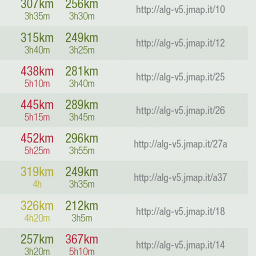 307km 256km
3h35m 3h30m http://alg-v5.jmap.it/10
315km 249km
3h40m 3h25m http://alg-v5.jmap.it/12
438km 281km
5h10m 3h40m http://alg-v5.jmap.it/25
445km 289km
5h15m 3h45m http://alg-v5.jmap.it/26
452km 296km
5h25m 3h55m http://alg-v5.jmap.it/27a
319km 249km
4h 3h35m http://alg-v5.jmap.it/a37
326km 212km
4h20m 3h5m http://alg-v5.jmap.it/18
257km 367km
3h20m 5h10m http://alg-v5.jmap.it/14